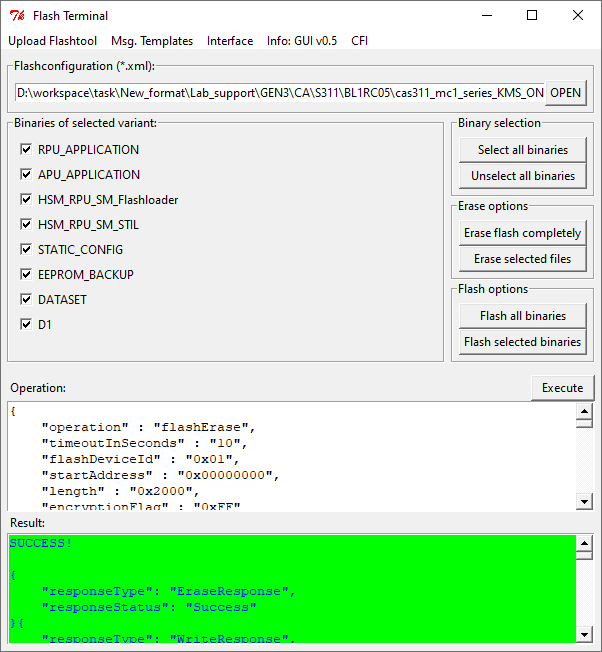 Flash Terminal
Upload Flashtool Msg. Templates Interface Info: GUI v0.5 CFI
Flashconfiguration (*.xml):
D:\workspace\task\New_format\Lab_support\GEN3\CA\S311\BL1RC05\cas311_mc1_series_KMS_ON OPEN
Binaries of selected variant:
RPU_APPLICATION
APU_APPLICATION
HSM_RPU_SM_Flashloader
HSM_RPU_SM_STIL
STATIC_CONFIG
EEPROM_BACKUP
DATASET
D1
Binary selection
Select all binaries
Unselect all binaries
Erase options
Erase flash completely
Erase selected files
Flash options
Flash all binaries
Flash selected binaries
Operation: Execute
{
"operation" : "flashErase",
"timeoutInSeconds" : "10",
"flashDeviceId" : "0x01",
"startAddress" : "0x00000000",
"length" : "0x2000",
"encryptionFlag" : "0xFF"
Result:
SUCCESS!
{
"responseType": "EraseResponse",
"responseStatus": "Success"
}{
"responseType": "WriteResponse",